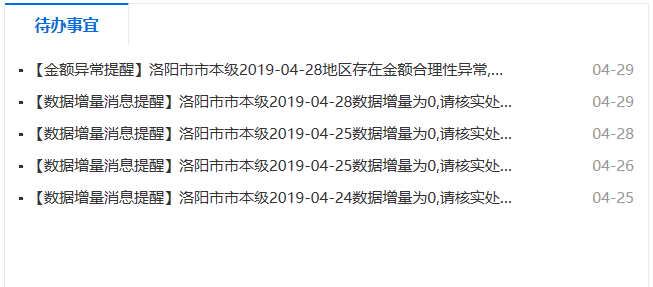 待办事宜
【金额异常提醒】洛阳市市本级2019-04-28地区存在金额合理性异常,... 04-29
【数据增量消息提醒】洛阳市市本级2019-04-28数据增量为0,请核实处... 04-29
【数据增量消息提醒】洛阳市市本级2019-04-25数据增量为0,请核实处... 04-28
【数据增量消息提醒】洛阳市市本级2019-04-25数据增量为0,请核实处... 04-26
【数据增量消息提醒】洛阳市市本级2019-04-24数据增量为0,请核实处... 04-25